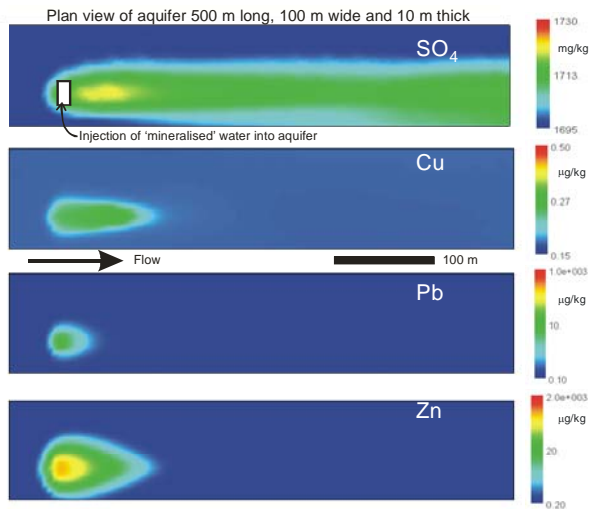 Plan view of aquifer 500 m long, 100 m wide and 10 m thick
SO4
1730
mg/kg
1713
1695
Injection of ‘mineralised’ water into aquifer
Cu
0.50
µg/kg
0.27
0.15
Flow
100 m
Pb
1.0e+003
µg/kg
10.
0.10
Zn
2.0e+003
µg/kg
20.
0.20